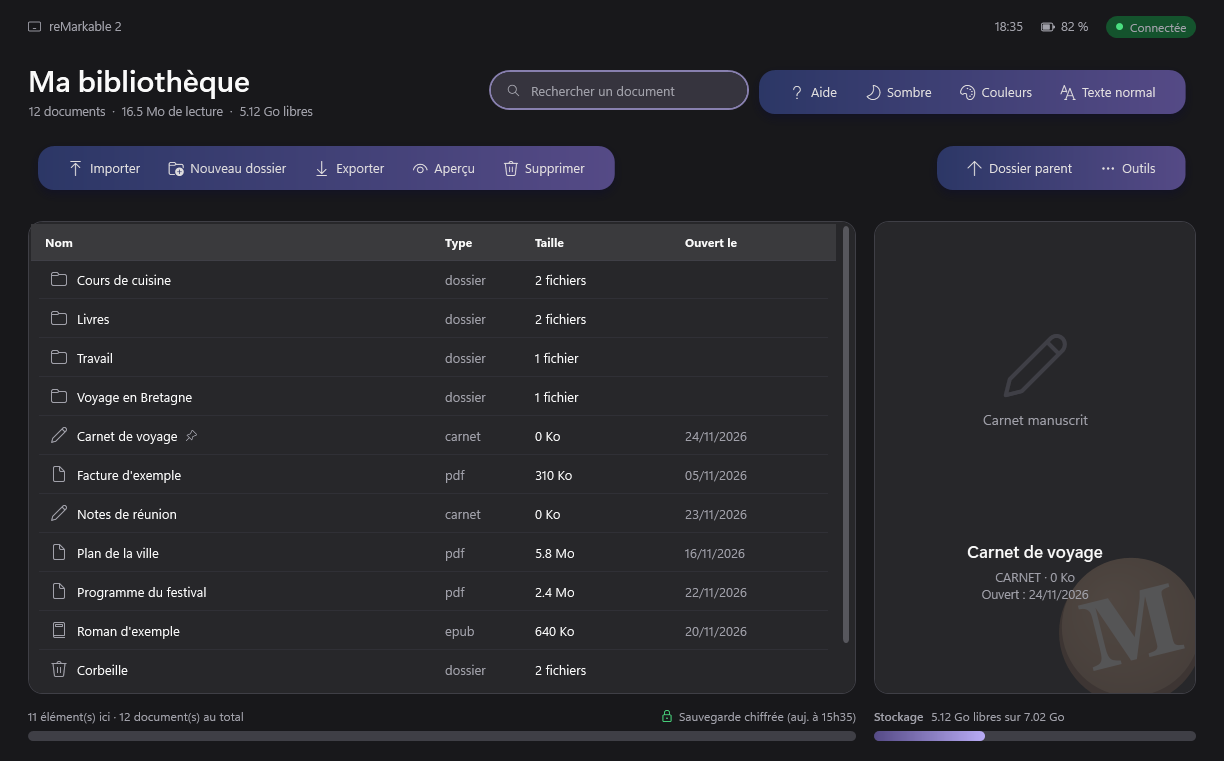 reMarkable 2
18:35 82 % Connectée
Ma bibliothèque
12 documents · 16.5 Mo de lecture · 5.12 Go libres
Rechercher un document
? Aide Sombre Couleurs Texte normal
Importer Nouveau dossier Exporter Aperçu Supprimer
Dossier parent ··· Outils
Nom Type Taille Ouvert le
Cours de cuisine dossier 2 fichiers
Livres dossier 2 fichiers
Travail dossier 1 fichier
Voyage en Bretagne dossier 1 fichier
Carnet de voyage carnet 0 Ko 24/11/2026
Facture d'exemple pdf 310 Ko 05/11/2026
Notes de réunion carnet 0 Ko 23/11/2026
Plan de la ville pdf 5.8 Mo 16/11/2026
Programme du festival pdf 2.4 Mo 22/11/2026
Roman d'exemple epub 640 Ko 20/11/2026
Corbeille dossier 2 fichiers
Carnet manuscrit
Carnet de voyage
CARNET · 0 Ko
Ouvert : 24/11/2026
M
11 élément(s) ici · 12 document(s) au total
Sauvegarde chiffrée (auj. à 15h35)
Stockage 5.12 Go libres sur 7.02 Go